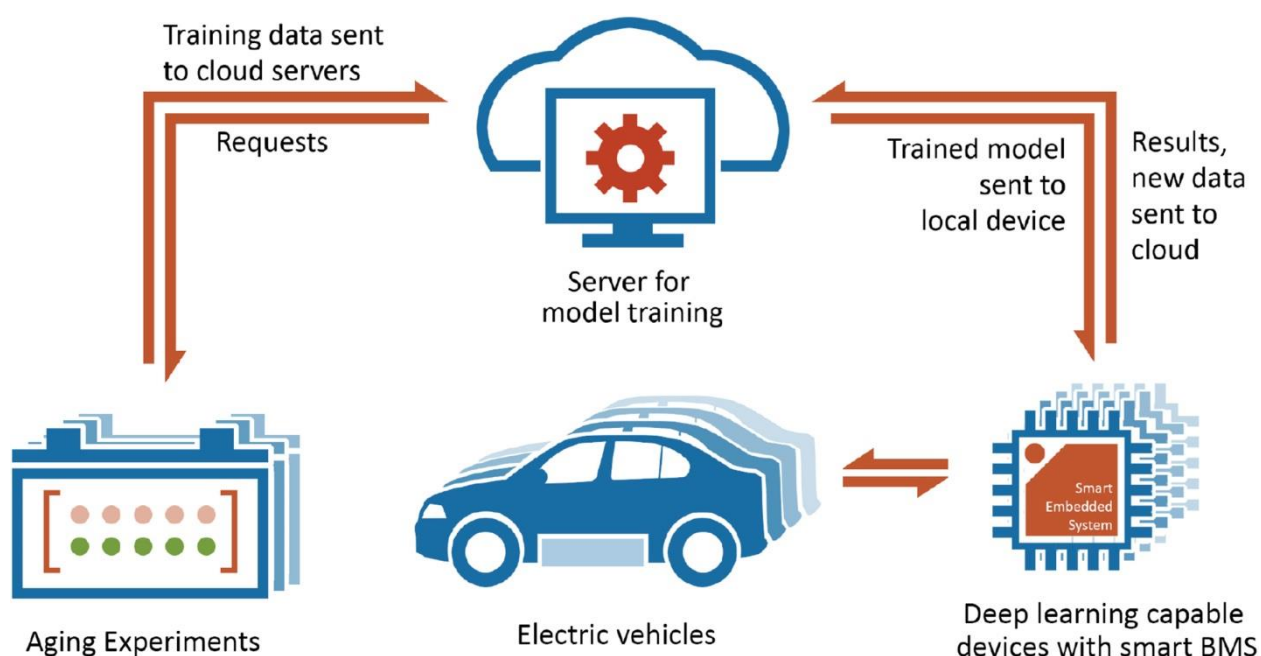 Training data sent
to cloud servers
Requests
Trained model
sent to
local device
Results,
new data
sent to
cloud
Server for
model training
Smart
Embedded
System
Aging Experiments
Electric vehicles
Deep learning capable
devices with smart BMS